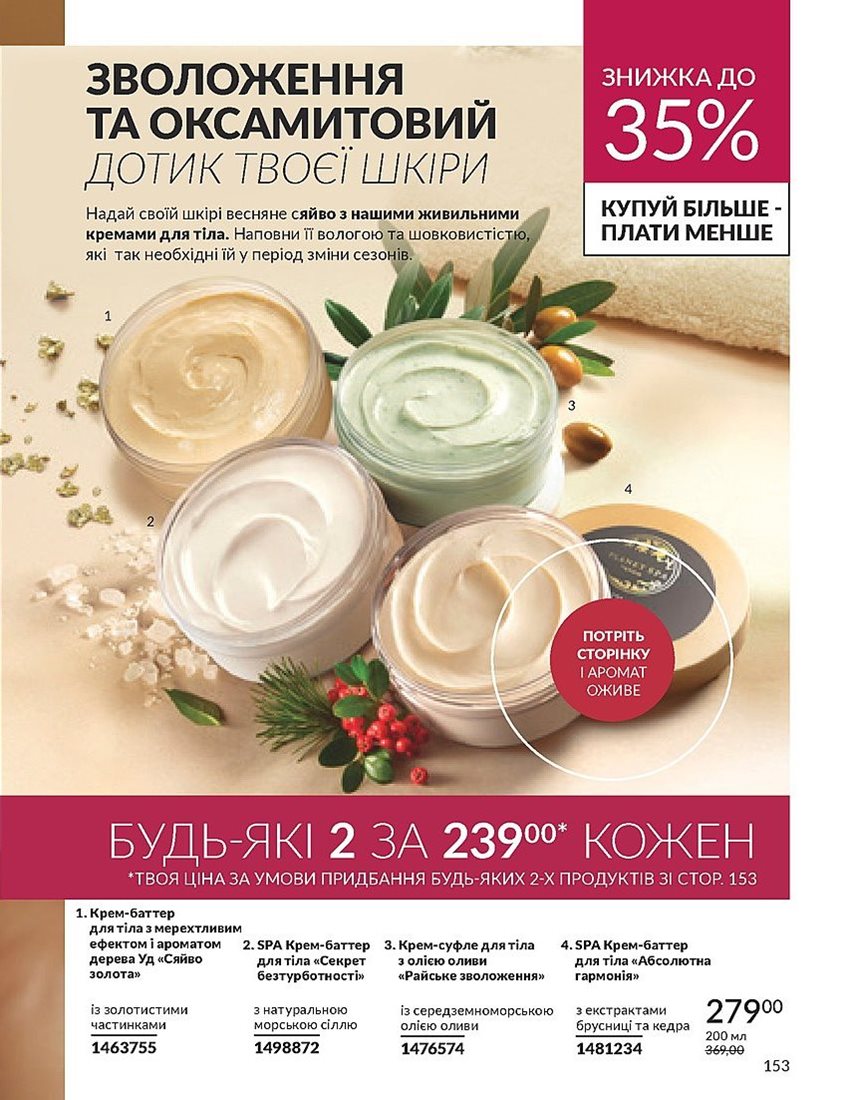 ЗВОЛОЖЕННЯ
ТА ОКСАМИТОВИЙ
ДОТИК ТВОЄЇ ШКІРИ
Надай своїй шкірі весняне сяйво з нашими живильними
кремами для тіла. Наповни її вологою та шовковистістю,
які так необхідні їй у період зміни сезонів.
ЗНИЖКА ДО
35%
КУПУЙ БІЛЬШЕ -
ПЛАТИ МЕНШЕ
1
3
4
2
PLANET SPA
ПОТРІТЬ
СТОРІНКУ
І АРОМАТ
ОЖИВЕ
БУДЬ-ЯКІ 2 ЗА 239⁰⁰* КОЖЕН
*ТВОЯ ЦІНА ЗА УМОВИ ПРИДБАННЯ БУДЬ-ЯКИХ 2-Х ПРОДУКТІВ ЗІ СТОР. 153
1. Крем-баттер
для тіла з мерехтливим
ефектом і ароматом
дерева Уд «Сяйво
золота»
із золотистими
частинками
1463755
2. SPA Крем-баттер
для тіла «Секрет
безтурботності»
з натуральною
морською сіллю
1498872
3. Крем-суфле для тіла
з олією оливи
«Райське зволоження»
із середземноморською
олією оливи
1476574
4. SPA Крем-баттер
для тіла «Абсолютна
гармонія»
з екстрактами
брусниці та кедра
1481234
279⁰⁰
200 мл
369,00
153